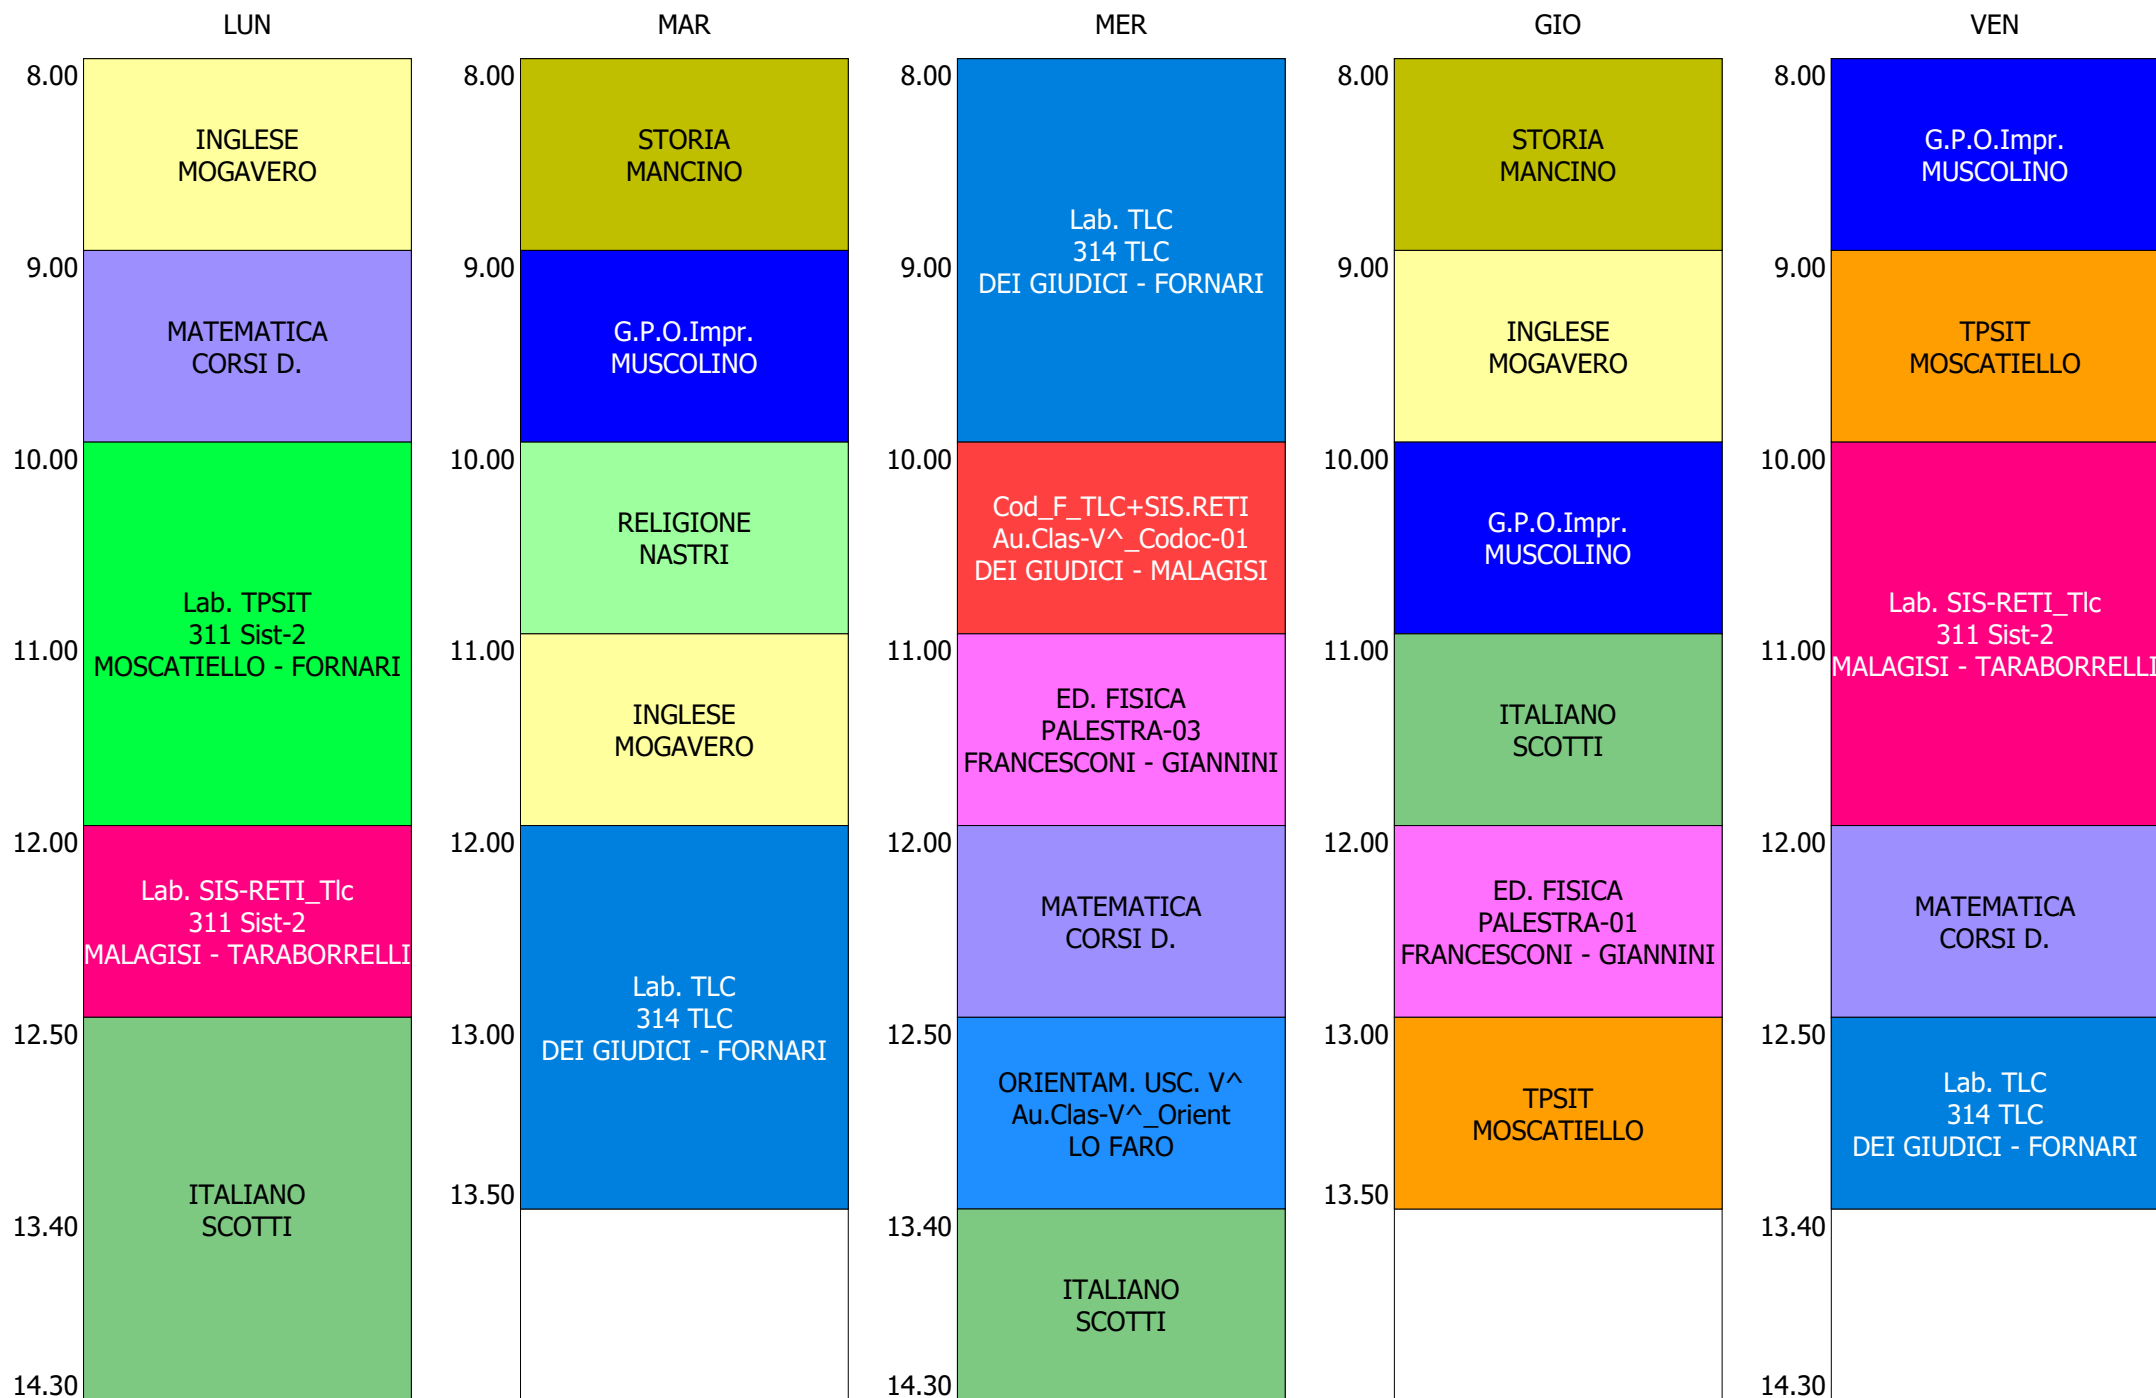 LUN
8.00
INGLESE
MOGAVERO
9.00
MATEMATICA
CORSI D.
10.00
Lab. TPSIT
311 Sist-2
11.00
MOSCATIELLO - FORNARI
12.00
Lab. SIS-RETI_Tlc
311 Sist-2
MALAGISI - TARABORRELLI
12.50
ITALIANO
SCOTTI
13.40
14.30
MAR
8.00
STORIA
MANCINO
9.00
G.P.O.Impr.
MUSCOLINO
10.00
RELIGIONE
NASTRI
11.00
INGLESE
MOGAVERO
12.00
Lab. TLC
314 TLC
13.00
DEI GIUDICI - FORNARI
13.50
MER
8.00
Lab. TLC
314 TLC
9.00
DEI GIUDICI - FORNARI
10.00
Cod_F_TLC+SIS.RETI
Au.Clas-V^_Codoc-01
DEI GIUDICI - MALAGISI
11.00
ED. FISICA
PALESTRA-03
FRANCESCONI - GIANNINI
12.00
MATEMATICA
CORSI D.
12.50
ORIENTAM. USC. V^
Au.Clas-V^_Orient
LO FARO
13.40
ITALIANO
SCOTTI
14.30
GIO
8.00
STORIA
MANCINO
9.00
INGLESE
MOGAVERO
10.00
G.P.O.Impr.
MUSCOLINO
11.00
ITALIANO
SCOTTI
12.00
ED. FISICA
PALESTRA-01
FRANCESCONI - GIANNINI
13.00
TPSIT
MOSCATIELLO
13.50
VEN
8.00
G.P.O.Impr.
MUSCOLINO
9.00
TPSIT
MOSCATIELLO
10.00
Lab. SIS-RETI_Tlc
311 Sist-2
11.00
MALAGISI - TARABORRELLI
12.00
MATEMATICA
CORSI D.
12.50
Lab. TLC
314 TLC
DEI GIUDICI - FORNARI
13.40
14.30